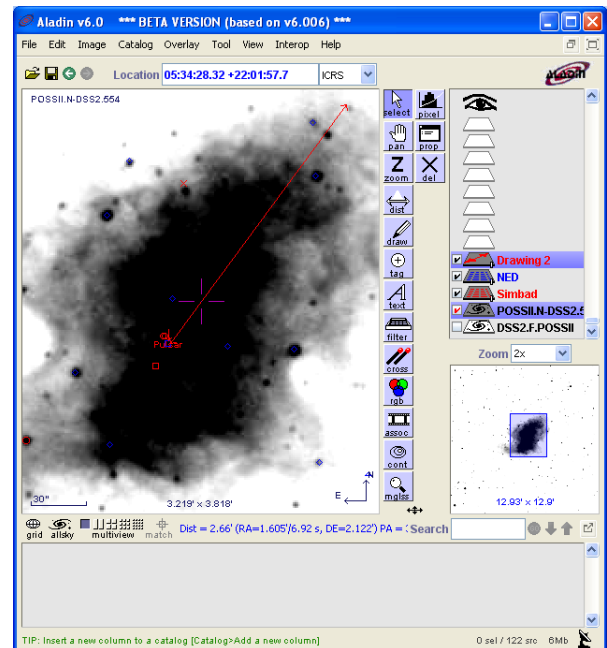 Aladin v6.0 *** BETA VERSION (based on v6.006) ***
File Edit Image Catalog Overlay Tool View Interop Help
Location 05:34:28.32 +22:01:57.7 ICRS
Aladin
POSSII.N-DSS2.554
select pixel
pan prop
zoom del
dist
draw
tag
text
filter
cross
rgb
assoc
cont
mglss
Pulsar
30"
3.219' x 3.818'
N
E
Drawing 2
NED
Simbad
POSSII.N-DSS2.5
DSS2.F.POSSII
Zoom 2x
12.93' x 12.9'
grid allsky multiview match Dist = 2.66' (RA=1.605'/6.92 s, DE=2.122') PA = Search
TIP: Insert a new column to a catalog [Catalog>Add a new column] 0 sel / 122 src 6Mb